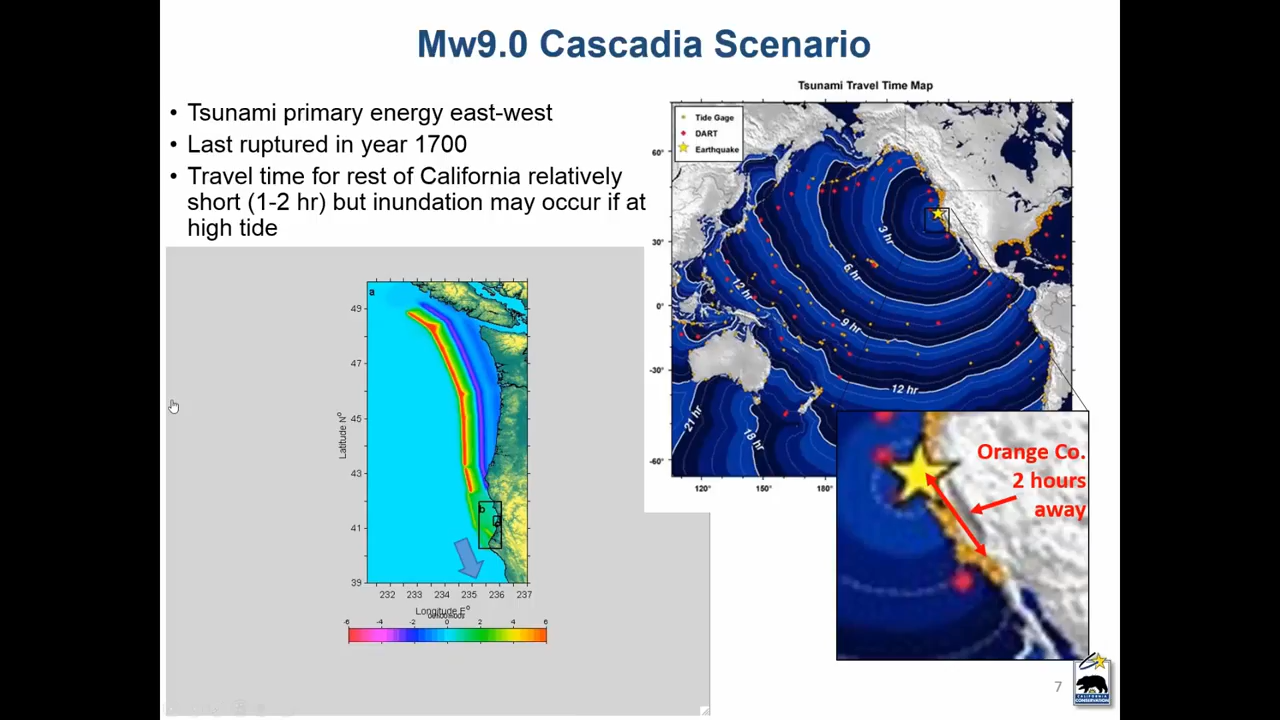 Mw9.0 Cascadia Scenario
• Tsunami primary energy east-west
• Last ruptured in year 1700
• Travel time for rest of California relatively
short (1-2 hr) but inundation may occur if at
high tide
Tsunami Travel Time Map
Tide Gage
DART
Earthquake
60°
30°
0°
-30°
-60°
120°
150°
180°
3 hr
6 hr
12 hr
9 hr
12 hr
21 hr
18 hr
Orange Co.
2 hours
away
a
49
47
45
43
41
39
Latitude N°
b
232
233
234
235
236
237
Longitude E°
-6
-4
-2
0
2
4
6
7
CALIFORNIA
CONSERVATION